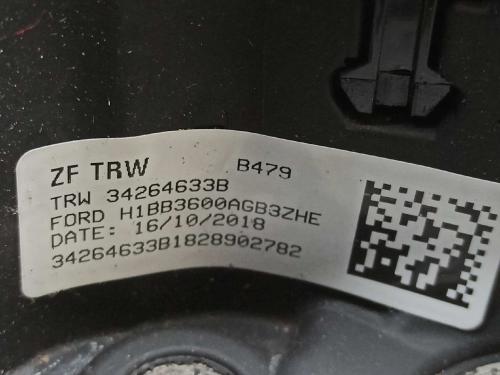 ZF TRW B479
TRW 34264633B
FORD H1BB3600AGB3ZHE
DATE: 16/10/2018
34264633B1828902782